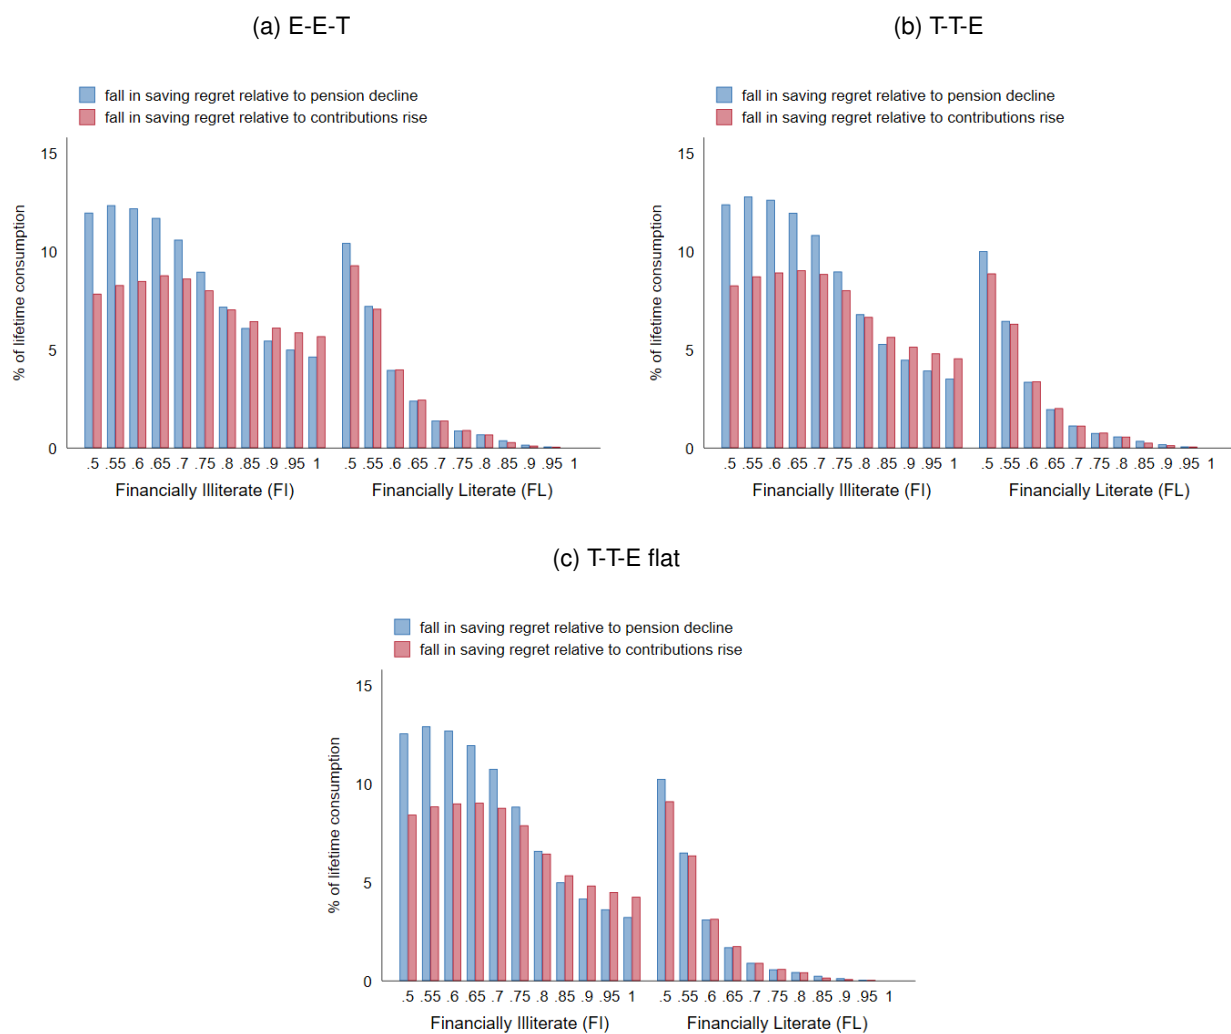 (a) E-E-T
fall in saving regret relative to pension decline
fall in saving regret relative to contributions rise
% of lifetime consumption
15
10
5
0
.5 .55 .6 .65 .7 .75 .8 .85 .9 .95 1 .5 .55 .6 .65 .7 .75 .8 .85 .9 .95 1
Financially Illiterate (FI) Financially Literate (FL)
(b) T-T-E
fall in saving regret relative to pension decline
fall in saving regret relative to contributions rise
% of lifetime consumption
15
10
5
0
.5 .55 .6 .65 .7 .75 .8 .85 .9 .95 1 .5 .55 .6 .65 .7 .75 .8 .85 .9 .95 1
Financially Illiterate (FI) Financially Literate (FL)
(c) T-T-E flat
fall in saving regret relative to pension decline
fall in saving regret relative to contributions rise
% of lifetime consumption
15
10
5
0
.5 .55 .6 .65 .7 .75 .8 .85 .9 .95 1 .5 .55 .6 .65 .7 .75 .8 .85 .9 .95 1
Financially Illiterate (FI) Financially Literate (FL)